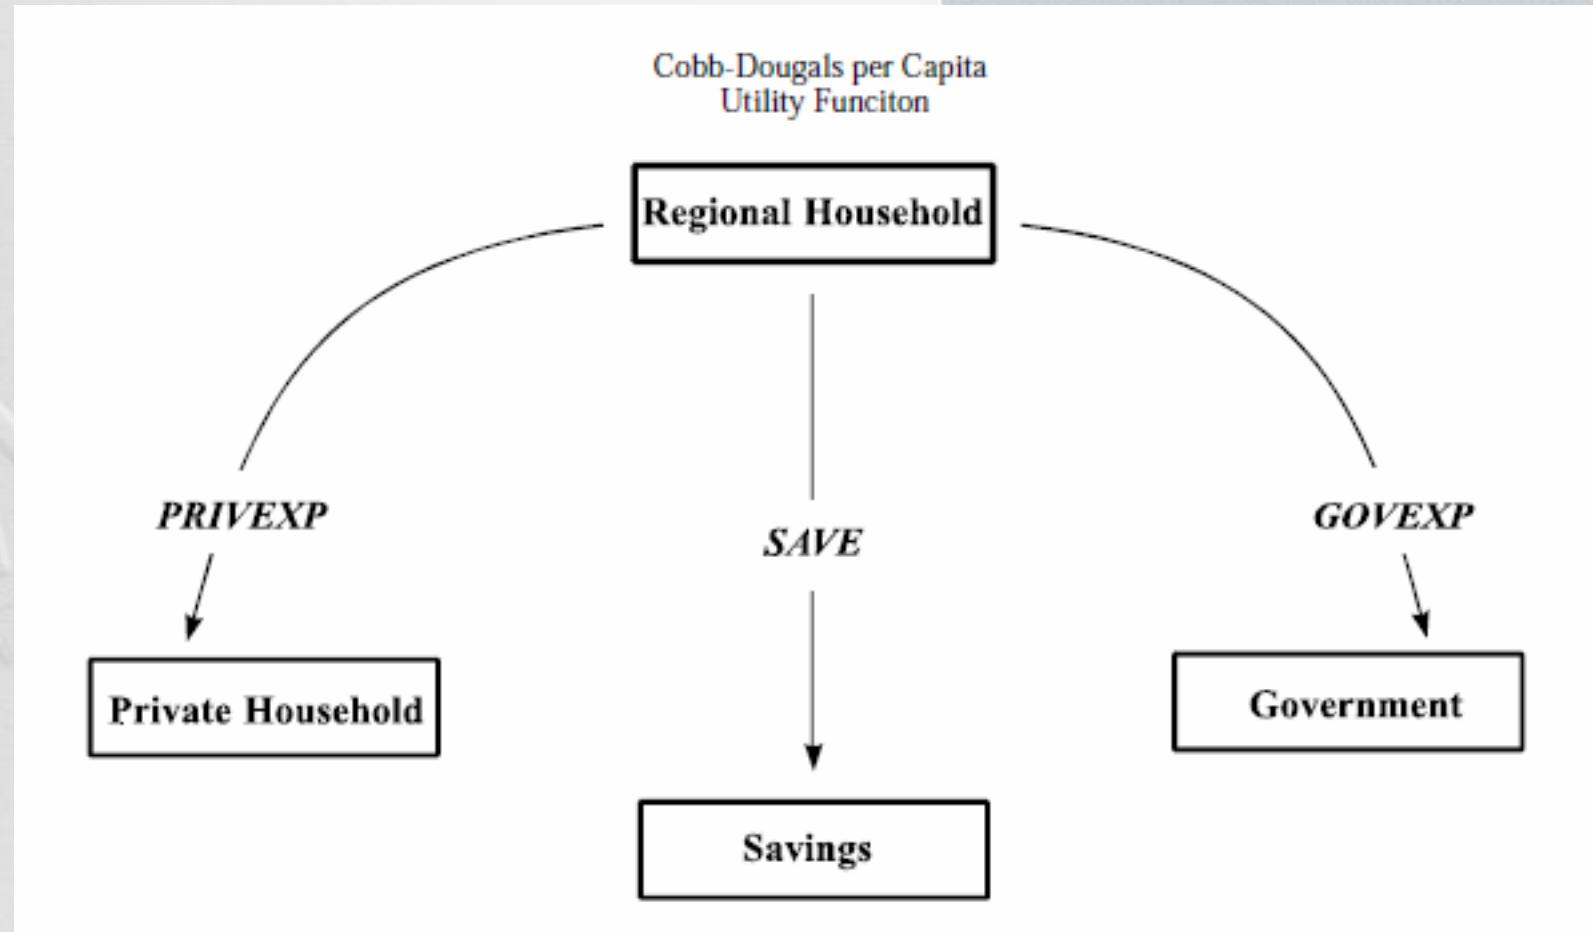 Cobb-Dougals per Capita
Utility Funciton
Regional Household
PRIVEXP
SAVE
GOVEXP
Private Household
Government
Savings